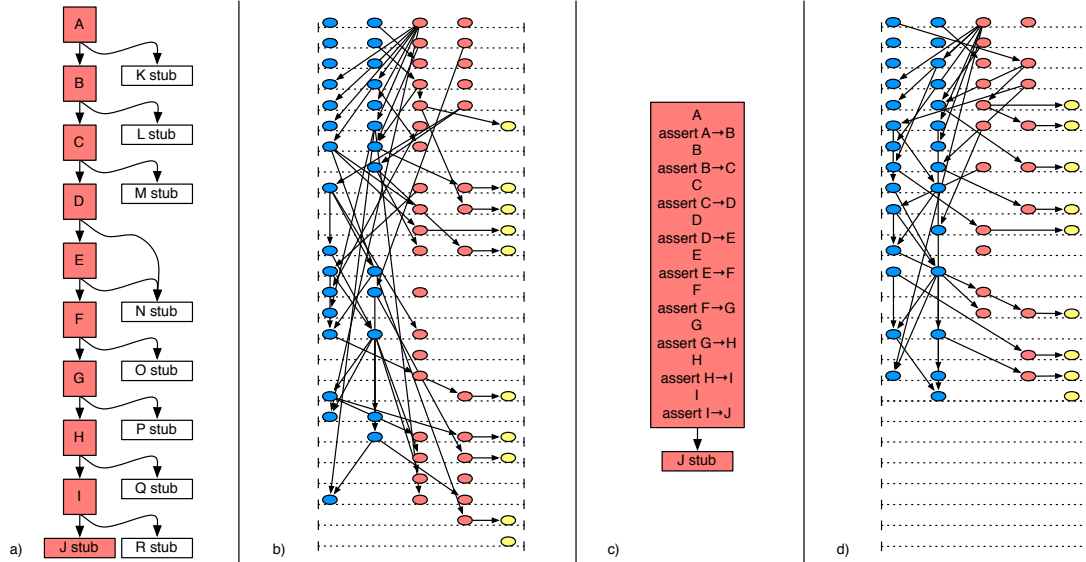 A
K stub
B
L stub
C
M stub
D
E
N stub
F
O stub
G
P stub
H
Q stub
I
a)
J stub
R stub
b)
A
assert A→B
B
assert B→C
C
assert C→D
D
assert D→E
E
assert E→F
F
assert F→G
G
assert G→H
H
assert H→I
I
assert I→J
J stub
c)
d)